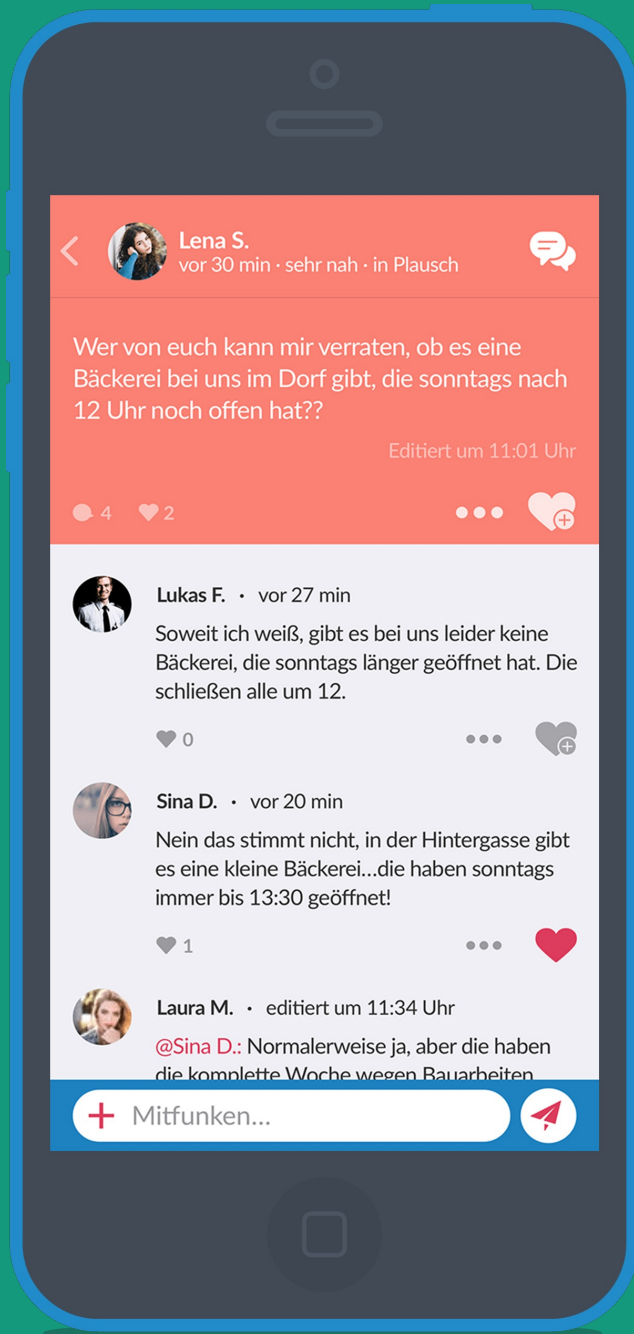 Lena S.
vor 30 min · sehr nah · in Plausch
Wer von euch kann mir verraten, ob es eine
Bäckerei bei uns im Dorf gibt, die sonntags nach
12 Uhr noch offen hat??
Editiert um 11:01 Uhr
4 2
Lukas F. · vor 27 min
Soweit ich weiß, gibt es bei uns leider keine
Bäckerei, die sonntags länger geöffnet hat. Die
schließen alle um 12.
0
Sina D. · vor 20 min
Nein das stimmt nicht, in der Hintergasse gibt
es eine kleine Bäckerei...die haben sonntags
immer bis 13:30 geöffnet!
1
Laura M. · editiert um 11:34 Uhr
@Sina D.: Normalerweise ja, aber die haben
die komplette Woche wegen Bauarbeiten
Mitfunken...